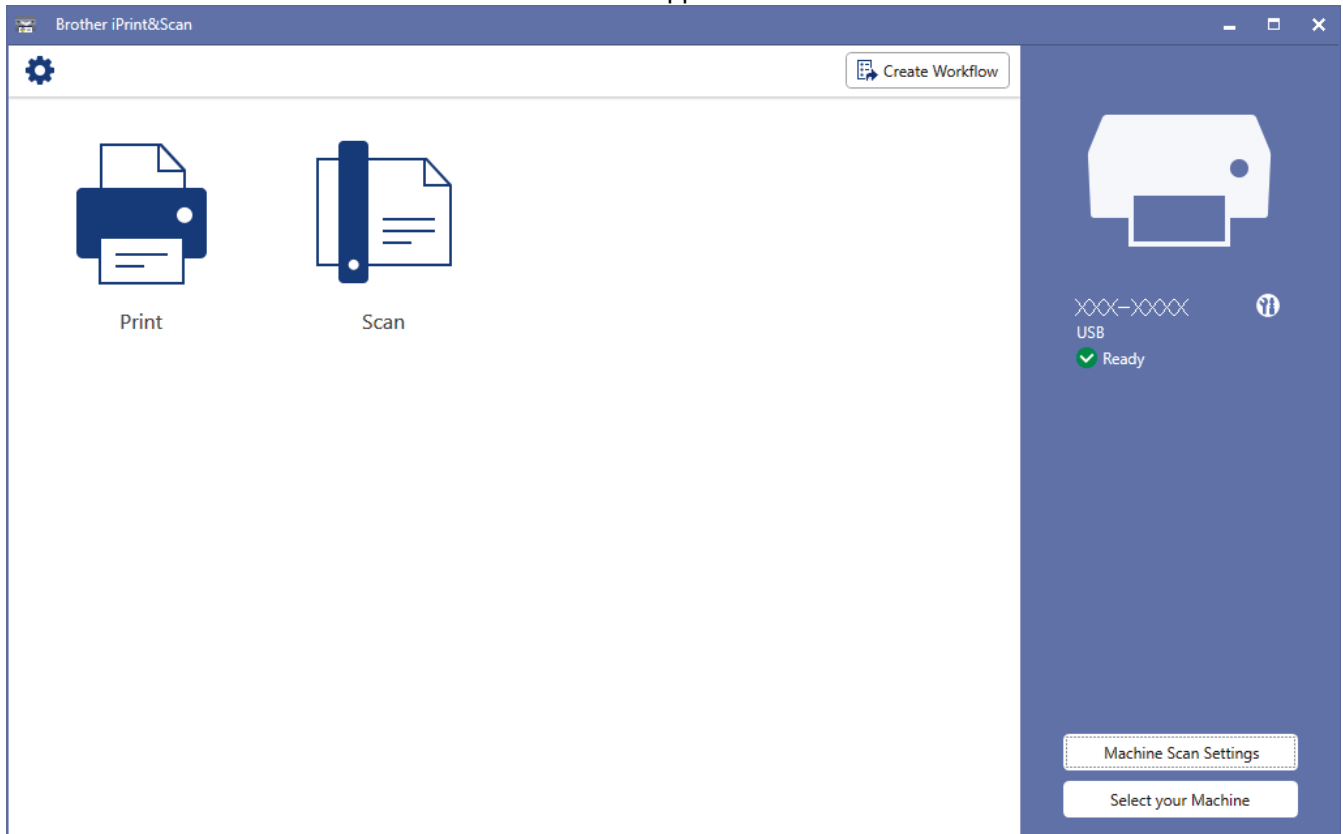 Brother iPrint&Scan
Create Workflow
Print
Scan
XXX-XXXX
USB
Ready
Machine Scan Settings
Select your Machine